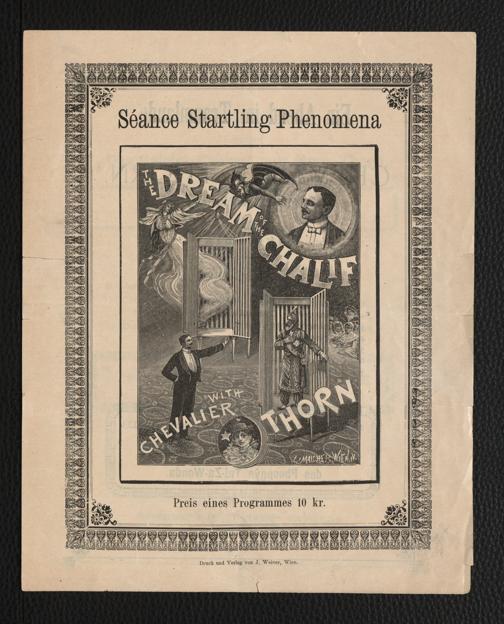 Séance Startling Phenomena
THE DREAM OF THE
CHALIF
WITH
CHEVALIER THORN
Preis eines Programmes 10 kr.
Druck und Verlag von J. Weiner, Wien.